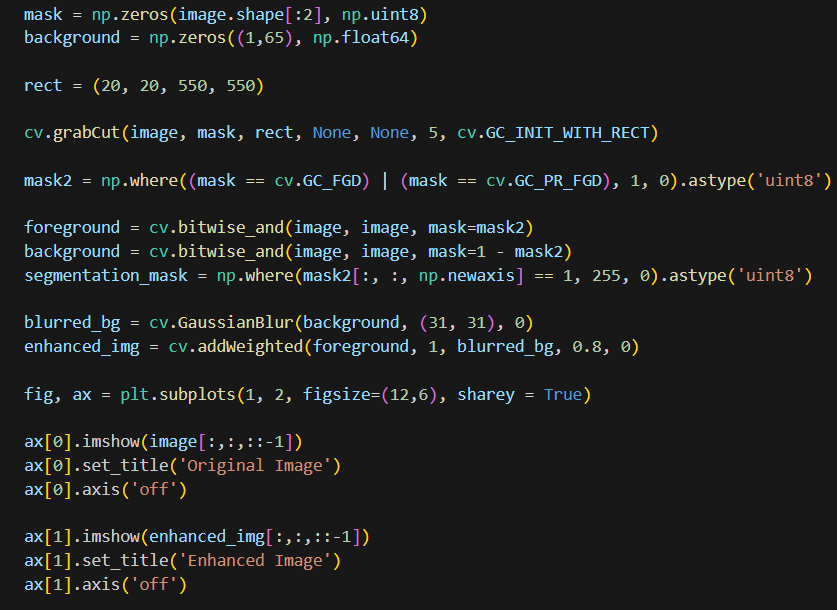 mask = np.zeros(image.shape[:2], np.uint8)
background = np.zeros((1,65), np.float64)
rect = (20, 20, 550, 550)
cv.grabCut(image, mask, rect, None, None, 5, cv.GC_INIT_WITH_RECT)
mask2 = np.where((mask == cv.GC_FGD) | (mask == cv.GC_PR_FGD), 1, 0).astype('uint8')
foreground = cv.bitwise_and(image, image, mask=mask2)
background = cv.bitwise_and(image, image, mask=1 - mask2)
segmentation_mask = np.where(mask2[:, :, np.newaxis] == 1, 255, 0).astype('uint8')
blurred_bg = cv.GaussianBlur(background, (31, 31), 0)
enhanced_img = cv.addWeighted(foreground, 1, blurred_bg, 0.8, 0)
fig, ax = plt.subplots(1, 2, figsize=(12,6), sharey = True)
ax[0].imshow(image[:,:,::-1])
ax[0].set_title('Original Image')
ax[0].axis('off')
ax[1].imshow(enhanced_img[:,:,::-1])
ax[1].set_title('Enhanced Image')
ax[1].axis('off')